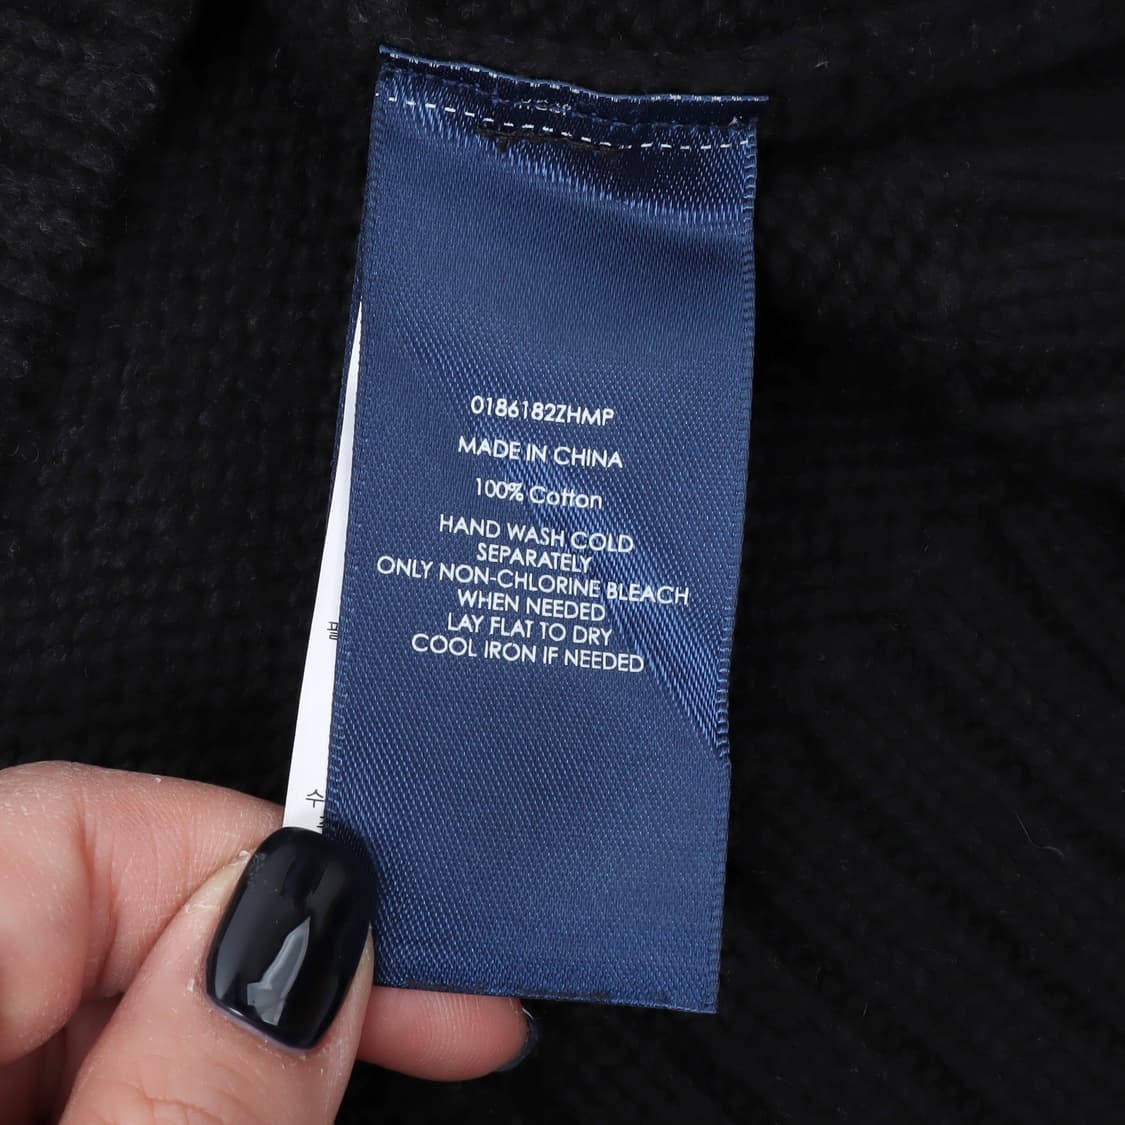 0186182ZHMP
MADE IN CHINA
100% Cotton
HAND WASH COLD
SEPARATELY
ONLY NON-CHLORINE BLEACH
WHEN NEEDED
LAY FLAT TO DRY
COOL IRON IF NEEDED
수